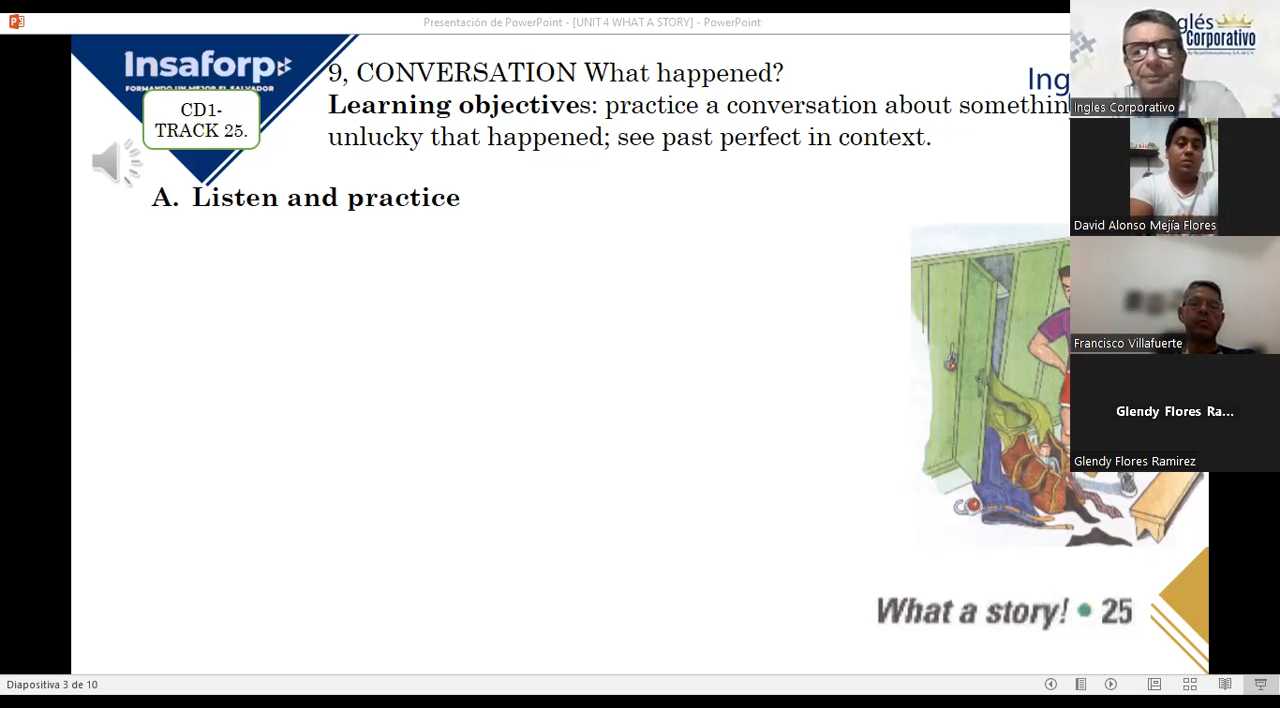 Presentación de PowerPoint - [UNIT 4 WHAT A STORY] - PowerPoint
Insaforp
FORMANDO UN MEJOR EL SALVADOR
CD1-
TRACK 25.
9, CONVERSATION What happened?
Learning objectives: practice a conversation about somethin
unlucky that happened; see past perfect in context.
A. Listen and practice
Ing
glés
Corporativo
Ingles Corporativo
David Alonso Mejía Flores
Francisco Villafuerte
Glendy Flores Ra...
Glendy Flores Ramirez
What a story! • 25
Diapositiva 3 de 10